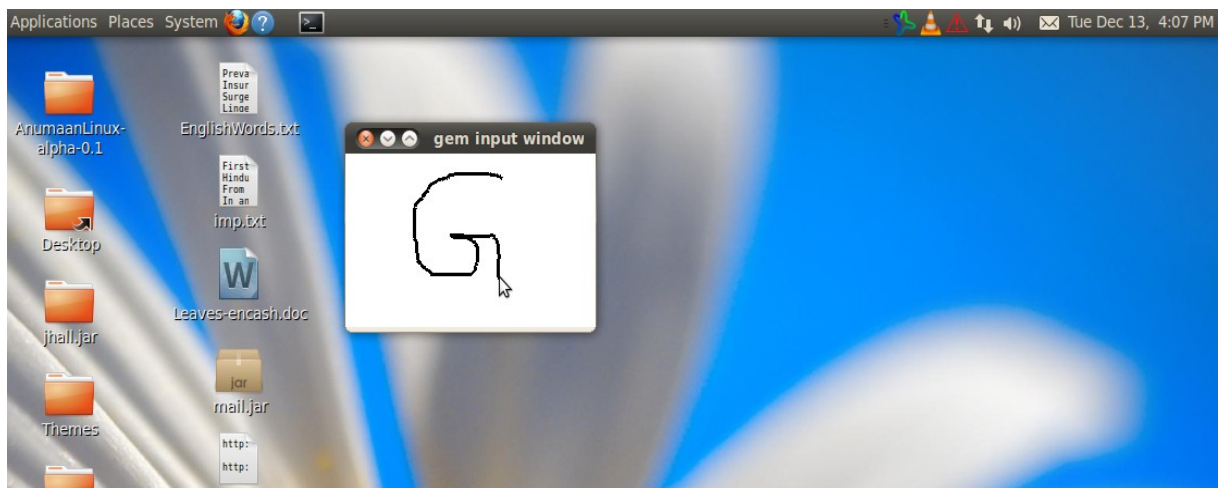 Applications Places System Tue Dec 13, 4:07 PM
AnumaanLinux-
alpha-0.1
Preva
Insur
Surge
Linge
EnglishWords.txt
gem input window
G
Desktop
First
Hindu
From
In an
imp.txt
jhall.jar
W
Leaves-encash.doc
Themes
jar
mail.jar
http:
http: